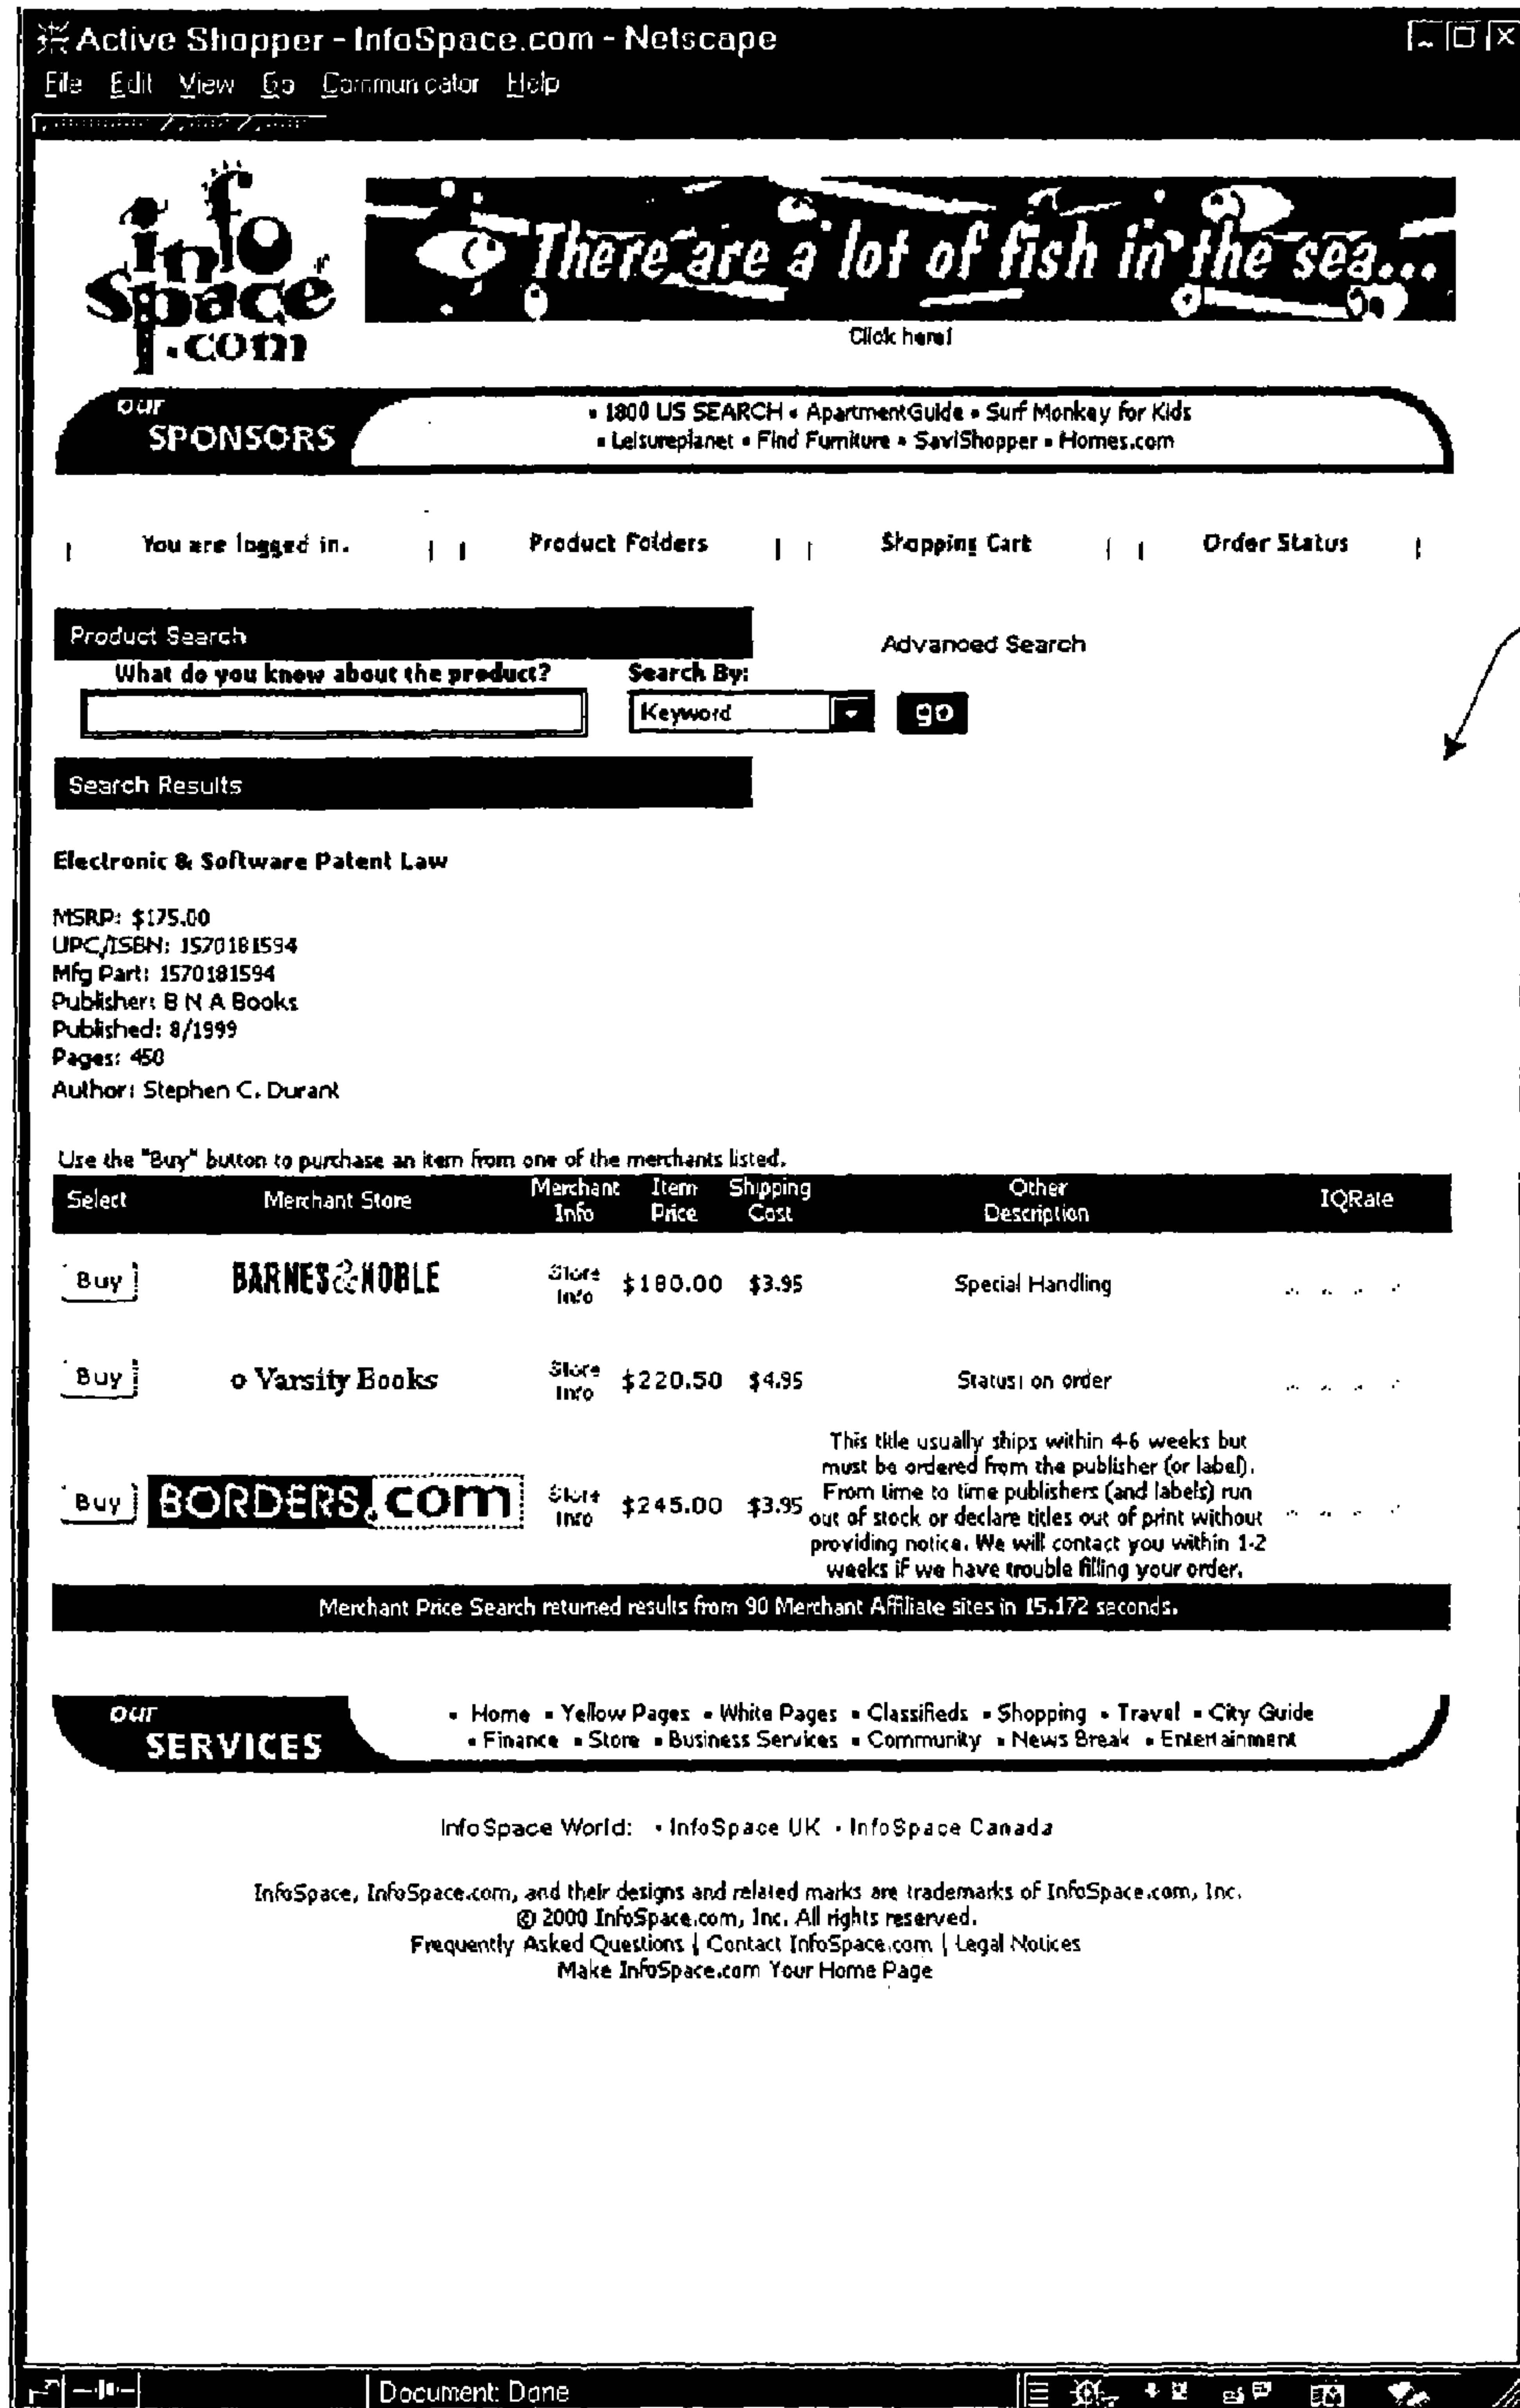 Active Shopper - InfoSpace.com - Netscape
File Edit View Go Communicator Help
info
Space
.com
There are a lot of fish in the sea...
Click here!
our
SPONSORS
▪ 1800 US SEARCH ▪ ApartmentGuide ▪ Surf Monkey for Kids
▪ Leisureplanet ▪ Find Furniture ▪ SaviShopper ▪ Homes.com
You are logged in. | Product Folders | Shopping Cart | Order Status
Product Search
Advanced Search
What do you know about the product? Search By:
Keyword go
Search Results
Electronic & Software Patent Law
MSRP: $175.00
UPC/ISBN: 1570181594
Mfg Part: 1570181594
Publisher: B N A Books
Published: 8/1999
Pages: 450
Author: Stephen C. Durant
Use the "Buy" button to purchase an item from one of the merchants listed.
Select Merchant Store Merchant Info Item Price Shipping Cost Other Description IQRate
Buy BARNES&NOBLE Store Info $180.00 $3.95 Special Handling
Buy o Varsity Books Store Info $220.50 $4.95 Status: on order
Buy BORDERS.com Store Info $245.00 $3.95
This title usually ships within 4-6 weeks but
must be ordered from the publisher (or label).
From time to time publishers (and labels) run
out of stock or declare titles out of print without
providing notice. We will contact you within 1-2
weeks if we have trouble filling your order.
Merchant Price Search returned results from 90 Merchant Affiliate sites in 15.172 seconds.
our
SERVICES
▪ Home ▪ Yellow Pages ▪ White Pages ▪ Classifieds ▪ Shopping ▪ Travel ▪ City Guide
▪ Finance ▪ Store ▪ Business Services ▪ Community ▪ News Break ▪ Entertainment
InfoSpace World: ▪ InfoSpace UK ▪ InfoSpace Canada
InfoSpace, InfoSpace.com, and their designs and related marks are trademarks of InfoSpace.com, Inc.
© 2000 InfoSpace.com, Inc. All rights reserved.
Frequently Asked Questions | Contact InfoSpace.com | Legal Notices
Make InfoSpace.com Your Home Page
Document: Done